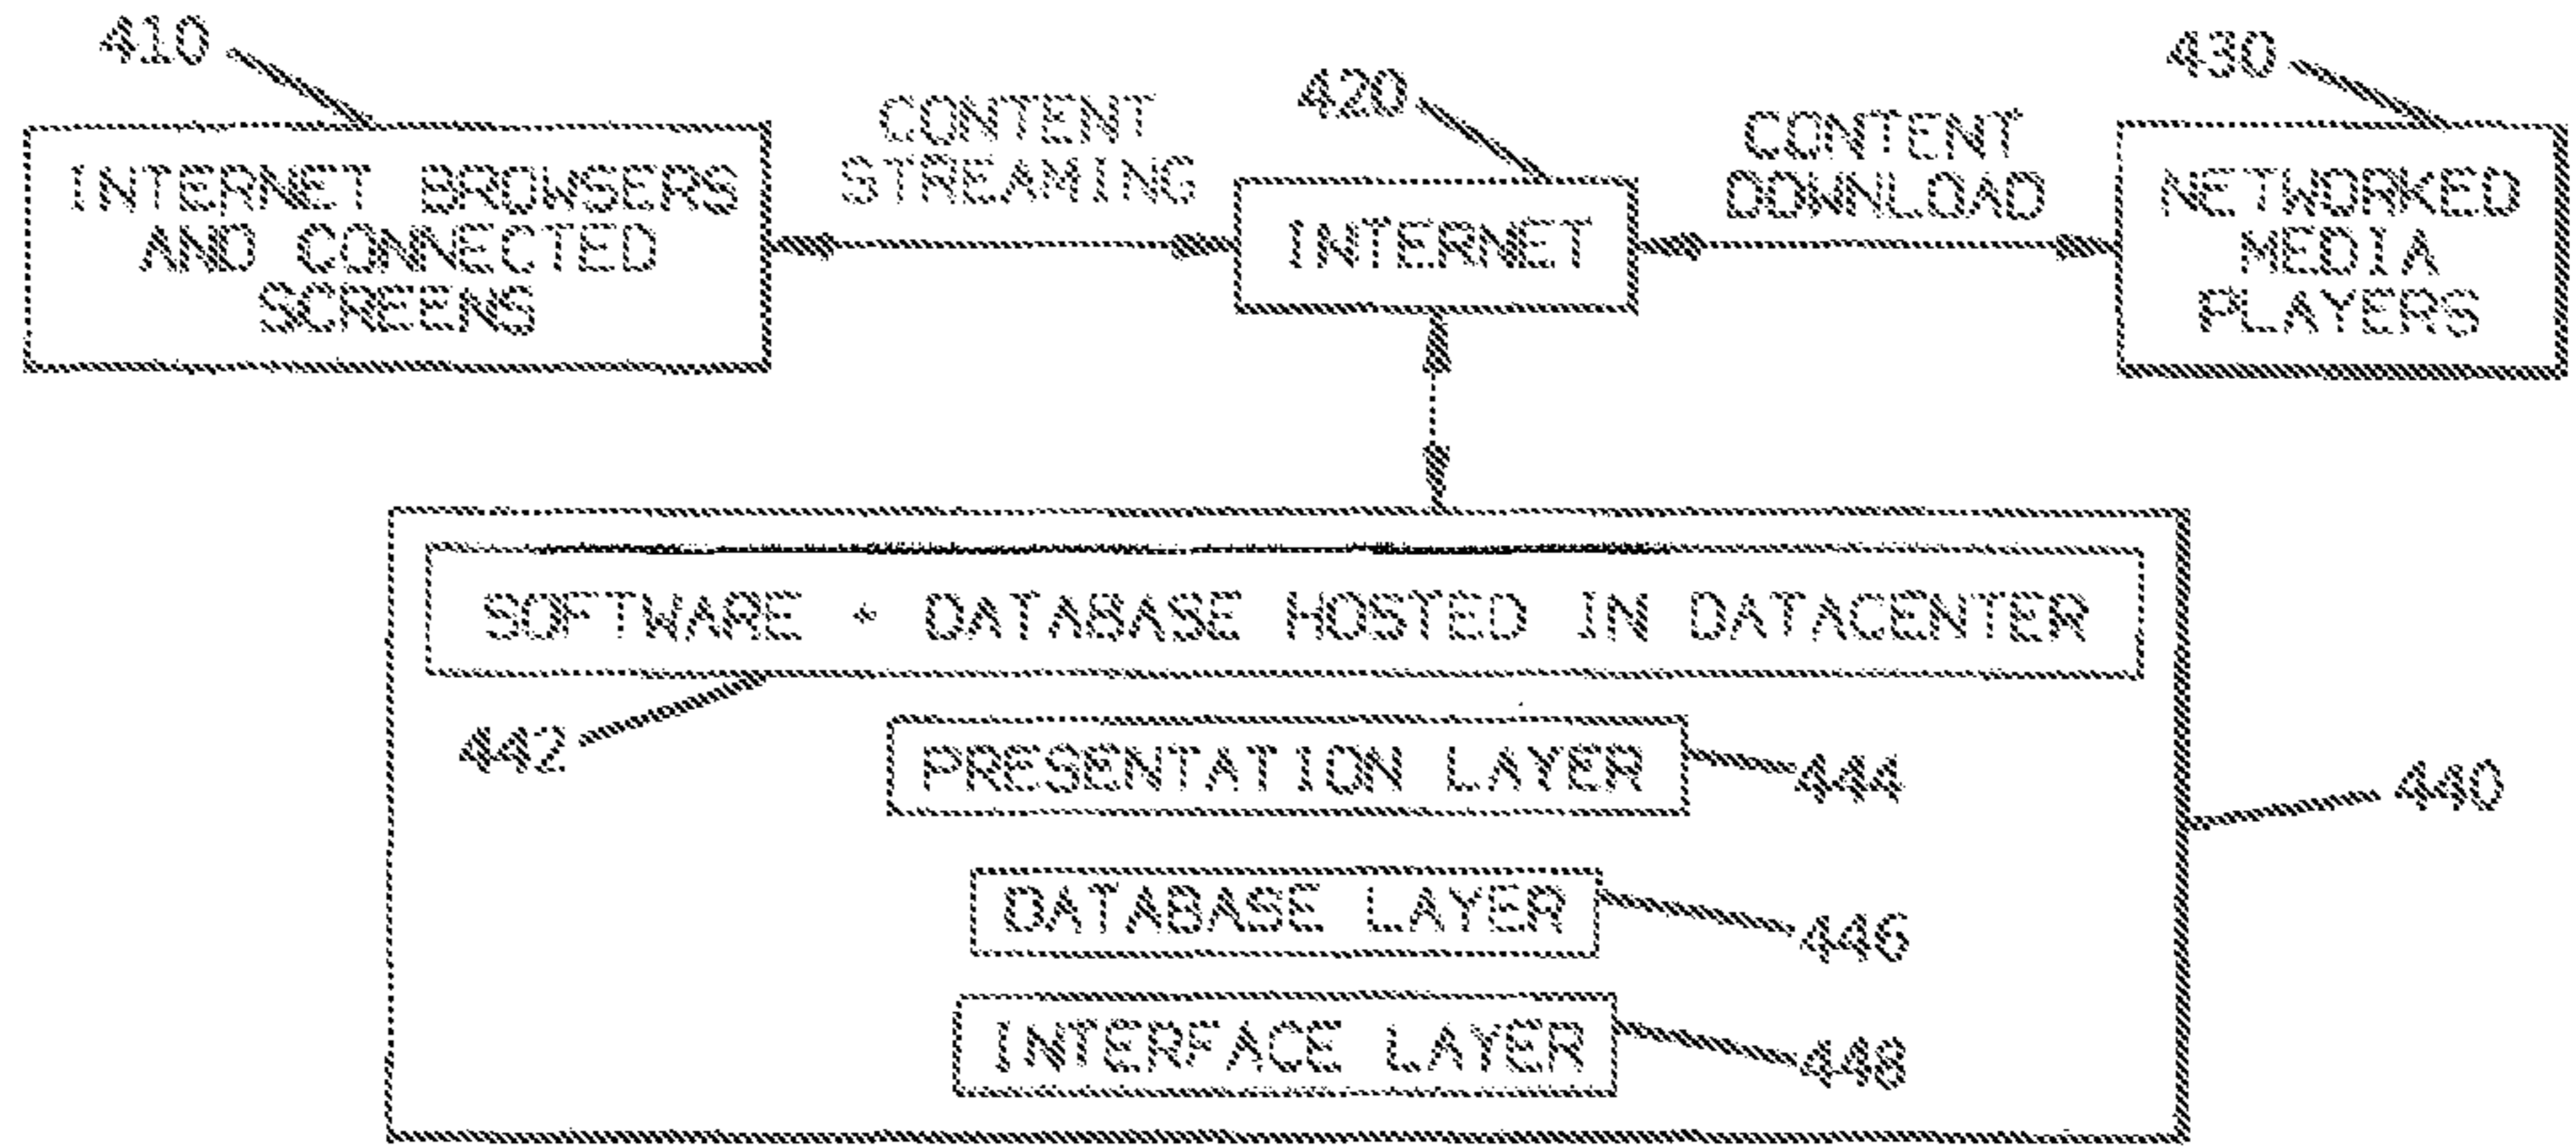 410
420
430
INTERNET BROWSERS
AND CONNECTED
SCREENS
CONTENT
STREAMING
INTERNET
CONTENT
DOWNLOAD
NETWORKED
MEDIA
PLAYERS
SOFTWARE + DATABASE HOSTED IN DATACENTER
442
PRESENTATION LAYER
444
440
DATABASE LAYER
446
INTERFACE LAYER
448